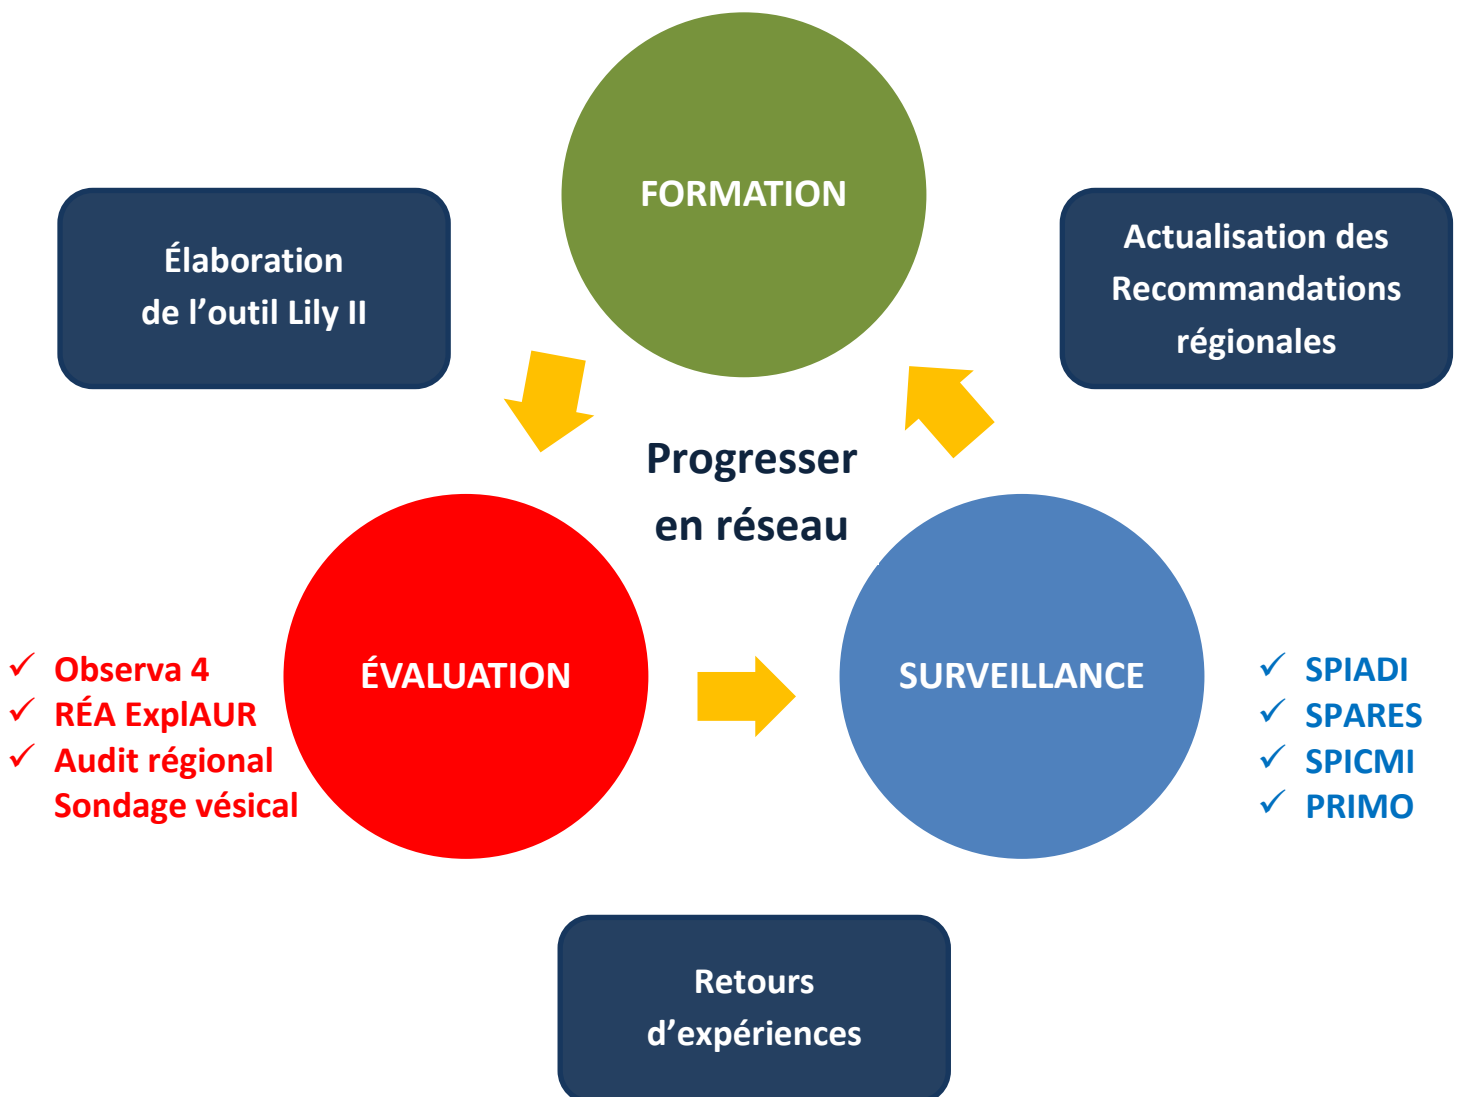 FORMATION
Élaboration
de l’outil Lily II
Actualisation des
Recommandations
régionales
Progresser
en réseau
ÉVALUATION
✓ Observa 4
✓ RÉA ExplAUR
✓ Audit régional
Sondage vésical
SURVEILLANCE
✓ SPIADI
✓ SPARES
✓ SPICMI
✓ PRIMO
Retours
d’expériences